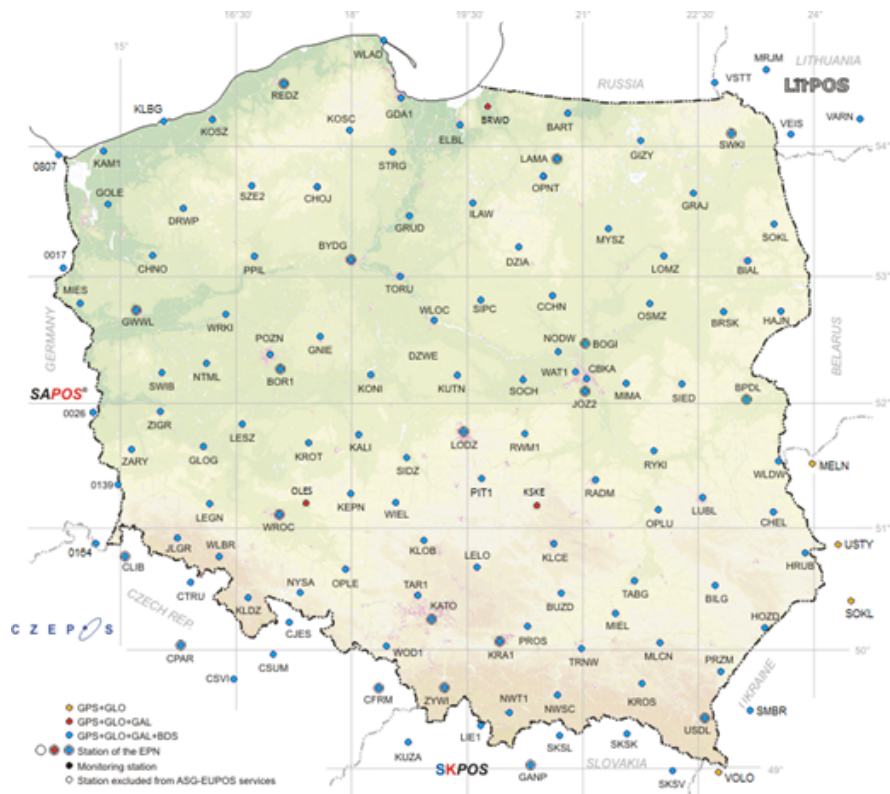 16°30'
18°
19°30'
21°
22°30'
24°
15°
WLAD
MRJM
LITHUANIA
VSTT
RUSSIA
LitPOS
REDZ
KLBG
KOSZ
KOSC
GDA1
BRWO
ELBL
BART
VEIS
VARN
SWKI
GIZY
54°
0807
KAM1
STRG
LAMA
OPNT
GOLE
SZE2
CHOJ
GRAJ
DRWP
GRUD
ILAW
MYSZ
SOKL
0017
CHNO
PPIL
BYDG
DZIA
LOMZ
BIAL
53°
MIES
TORU
GWWL
WRKI
WLOC
SIPC
CCHN
OSMZ
BRSK
HAJN
GERMANY
POZN
GNIE
DZWE
NODW
BOGI
BELARUS
SWIB
NTML
BOR1
KONI
KUTN
SOCH
WAT1
CBKA
JOZ2
MIMA
SIED
BPDL
SAPOS®
0026
52°
ZIGR
LESZ
ZARY
GLOG
KROT
KALI
LODZ
RWM1
SIDZ
RYKI
WLDW
MELN
0139
OLES
KEPN
WIEL
PIT1
KSKE
RADM
LUBL
LEGN
WROC
OPLU
CHEL
51°
0164
CLIB
JLGR
WLBR
KLOB
LELO
KLCE
USTY
HRUB
CTRU
NYSA
OPLE
TAR1
TABG
BILG
CZECH REP.
KLDZ
KATO
BUZD
MIEL
HOZD
SOKL
CZEPOS
CJES
CPAR
CSUM
WOD1
KRA1
PROS
TRNW
MLCN
50°
PRZM
CSVI
CFRM
ZYWI
NWT1
NWSC
KROS
UKRAINE
SMBR
USDL
LIE1
KUZA
SKSL
SKSK
SKPOS
GANP
SLOVAKIA
SKSV
VOLO
49°
GPS+GLO
GPS+GLO+GAL
GPS+GLO+GAL+BDS
Station of the EPN
Monitoring station
Station excluded from ASG-EUPOS services